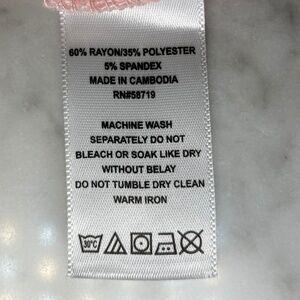 60% RAYON/35% POLYESTER
5% SPANDEX
MADE IN CAMBODIA
RN#58719
MACHINE WASH
SEPARATELY DO NOT
BLEACH OR SOAK LIKE DRY
WITHOUT BELAY
DO NOT TUMBLE DRY CLEAN
WARM IRON
30°C